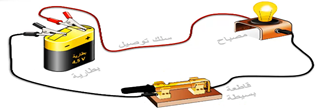 سلك توصيل
مصباح
بطارية
4,5 V
بطارية
قاطعة
بسيطة